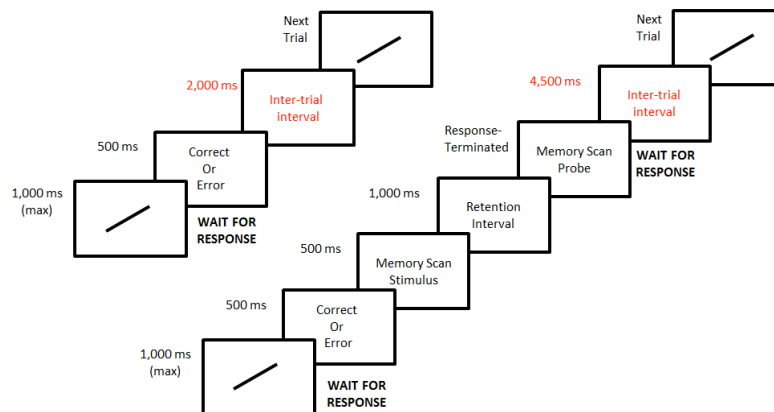 Next
Trial
2,000 ms
Inter-trial
interval
500 ms
Correct
Or
Error
1,000 ms
(max)
WAIT FOR
RESPONSE
Next
Trial
4,500 ms
Inter-trial
interval
Response-
Terminated
Memory Scan
Probe
WAIT FOR
RESPONSE
1,000 ms
Retention
Interval
500 ms
Memory Scan
Stimulus
500 ms
Correct
Or
Error
1,000 ms
(max)
WAIT FOR
RESPONSE